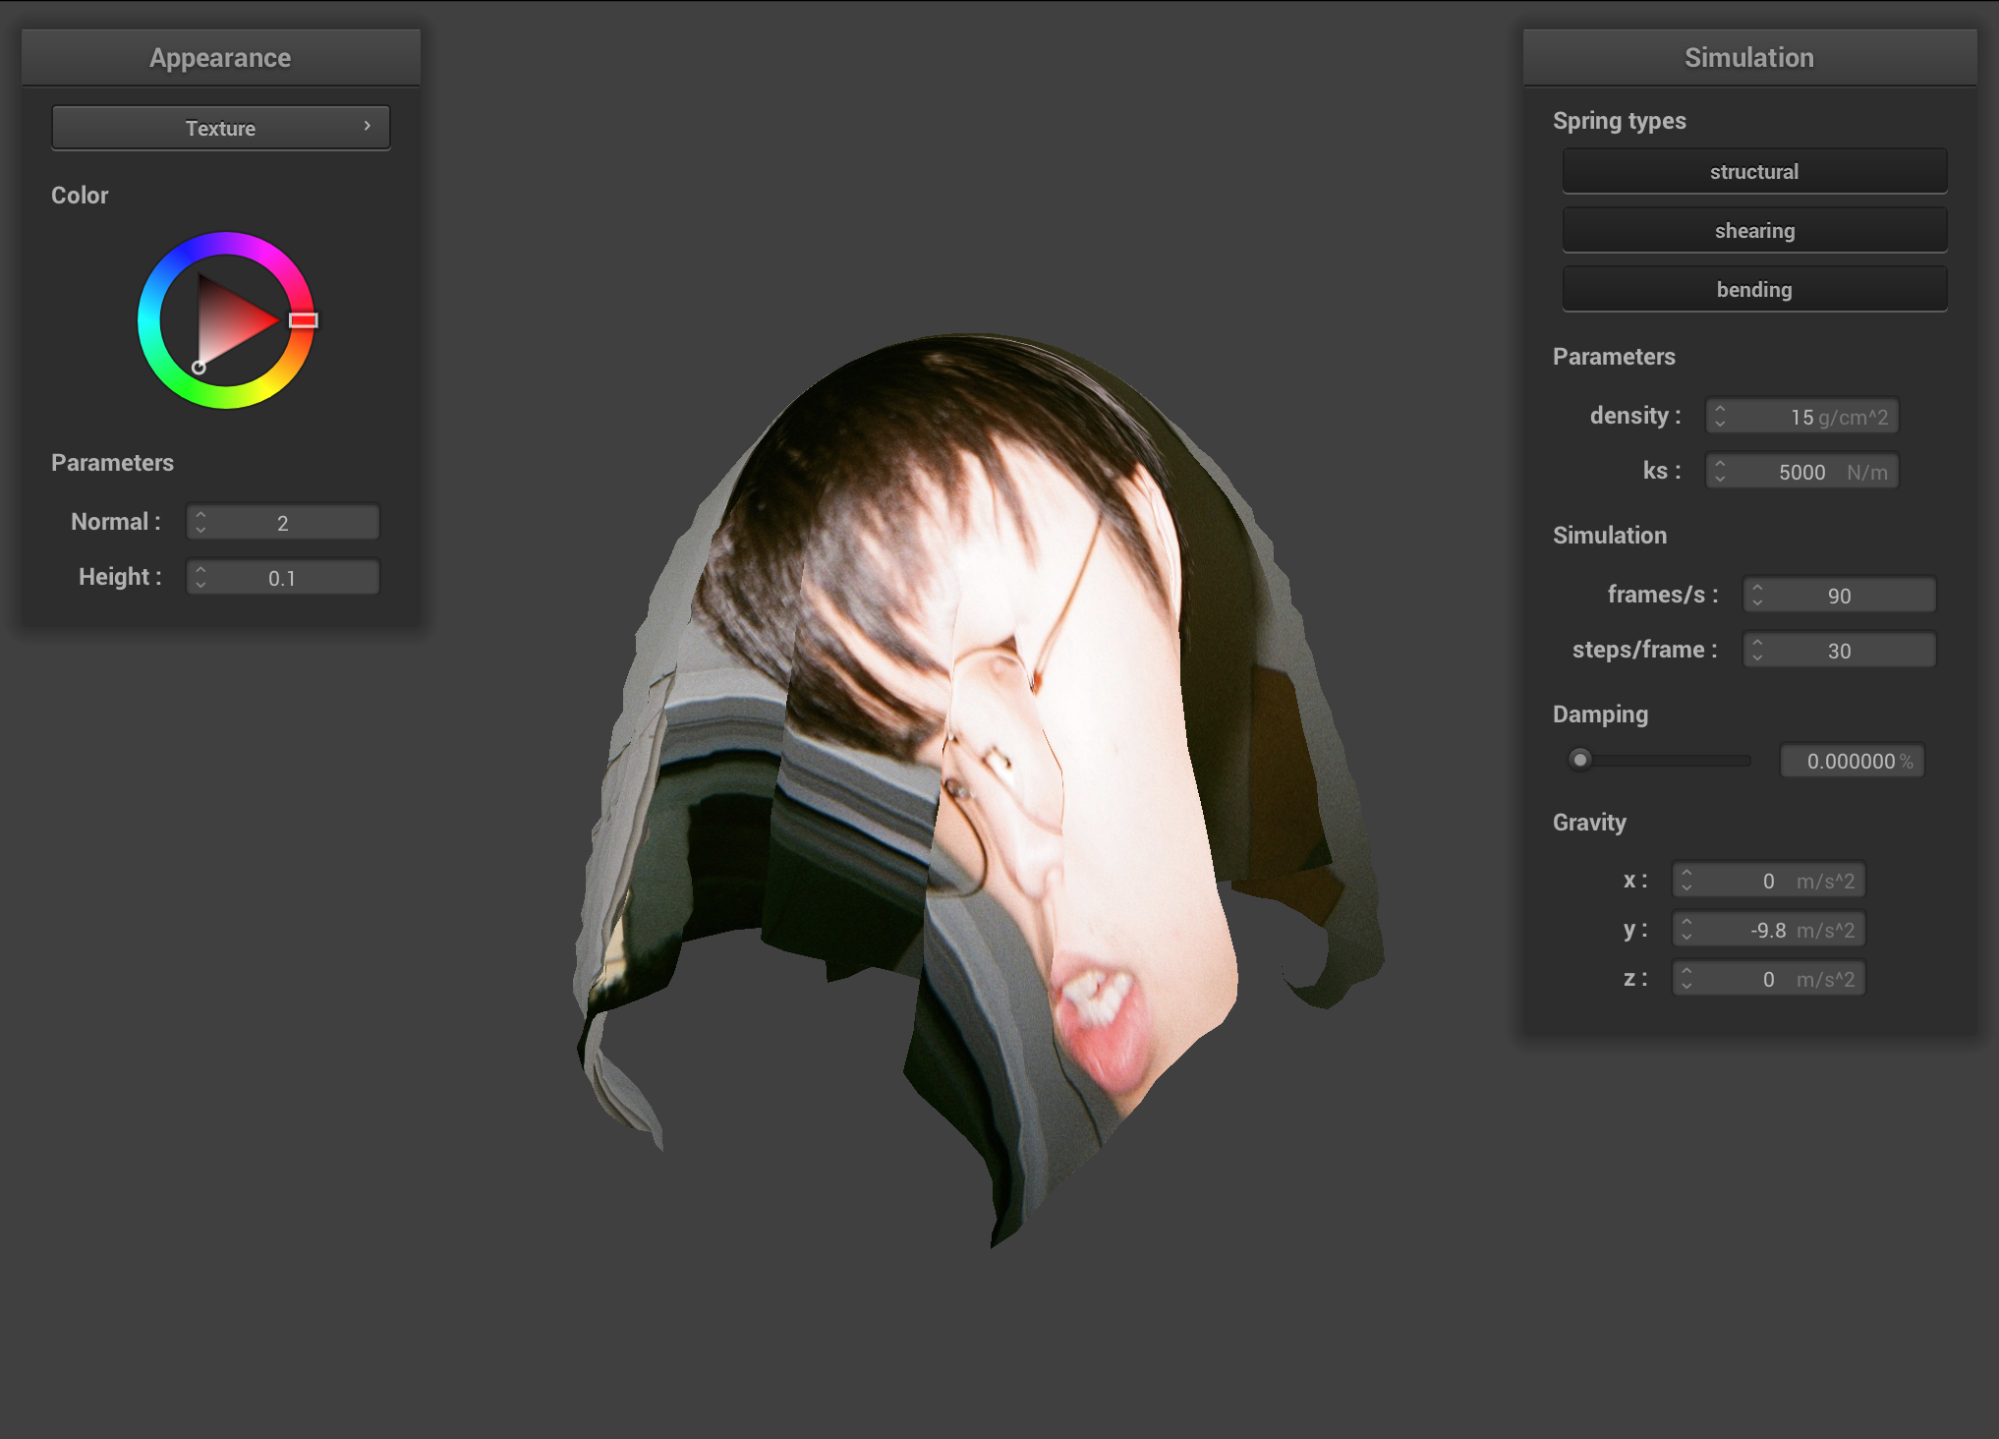 Appearance
Texture
Color
Parameters
Normal : 2
Height : 0.1
Simulation
Spring types
structural
shearing
bending
Parameters
density : 15 g/cm^2
ks : 5000 N/m
Simulation
frames/s : 90
steps/frame : 30
Damping
0.000000 %
Gravity
x : 0 m/s^2
y : -9.8 m/s^2
z : 0 m/s^2